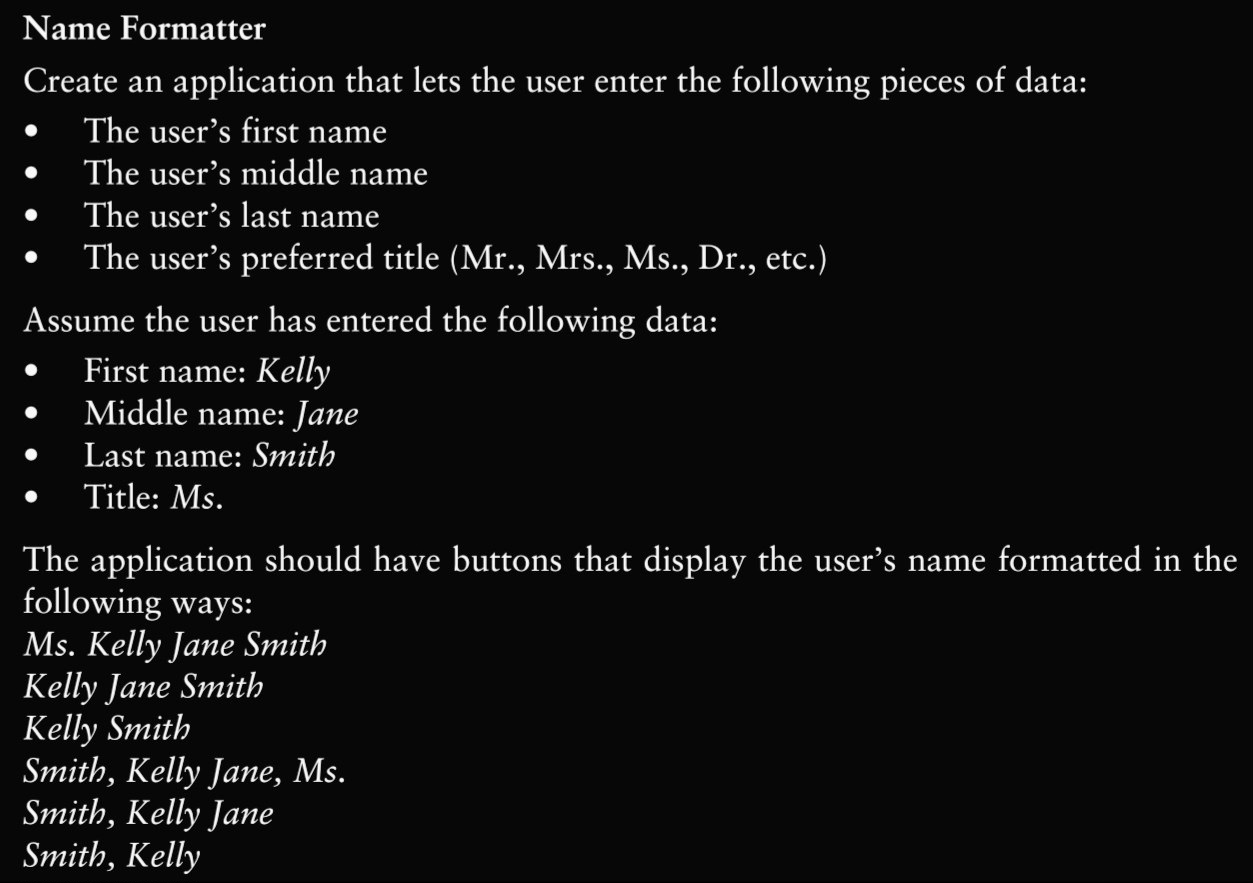 Name Formatter
Create an application that lets the user enter the following pieces of data:
• The user’s first name
• The user’s middle name
• The user’s last name
• The user’s preferred title (Mr., Mrs., Ms., Dr., etc.)
Assume the user has entered the following data:
• First name: Kelly
• Middle name: Jane
• Last name: Smith
• Title: Ms.
The application should have buttons that display the user’s name formatted in the
following ways:
Ms. Kelly Jane Smith
Kelly Jane Smith
Kelly Smith
Smith, Kelly Jane, Ms.
Smith, Kelly Jane
Smith, Kelly